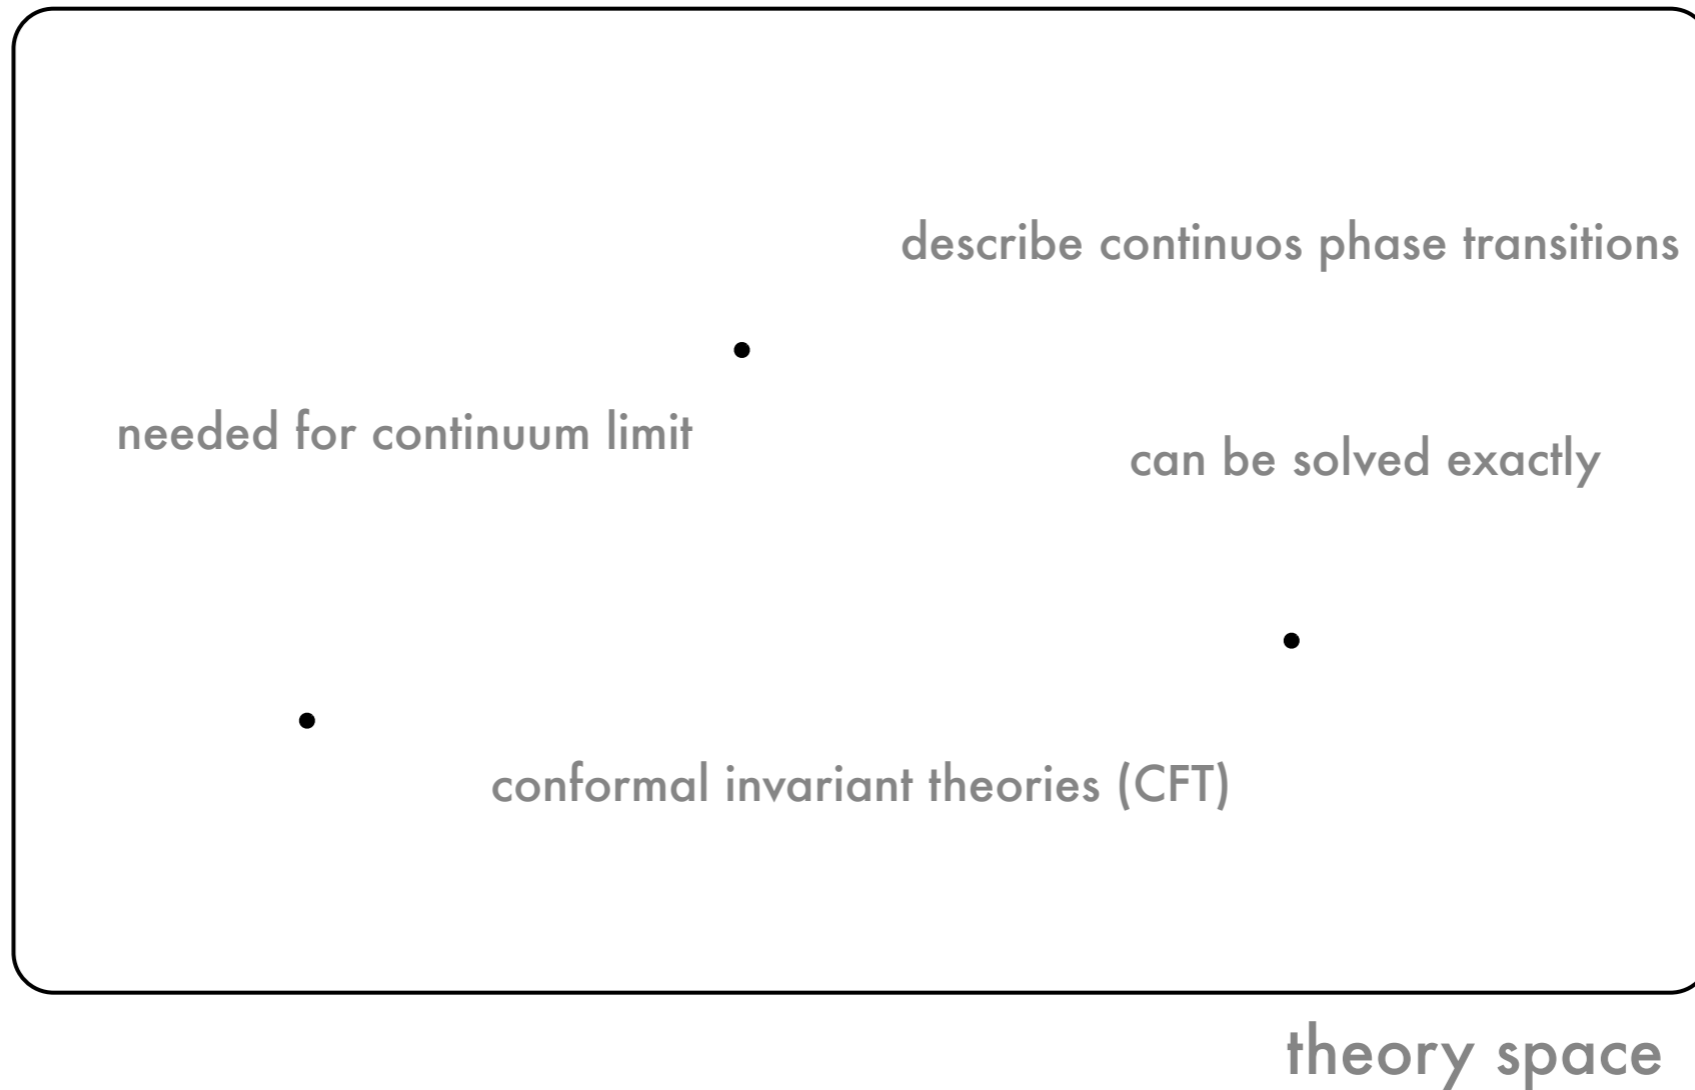 describe continuos phase transitions
needed for continuum limit
can be solved exactly
conformal invariant theories (CFT)
theory space